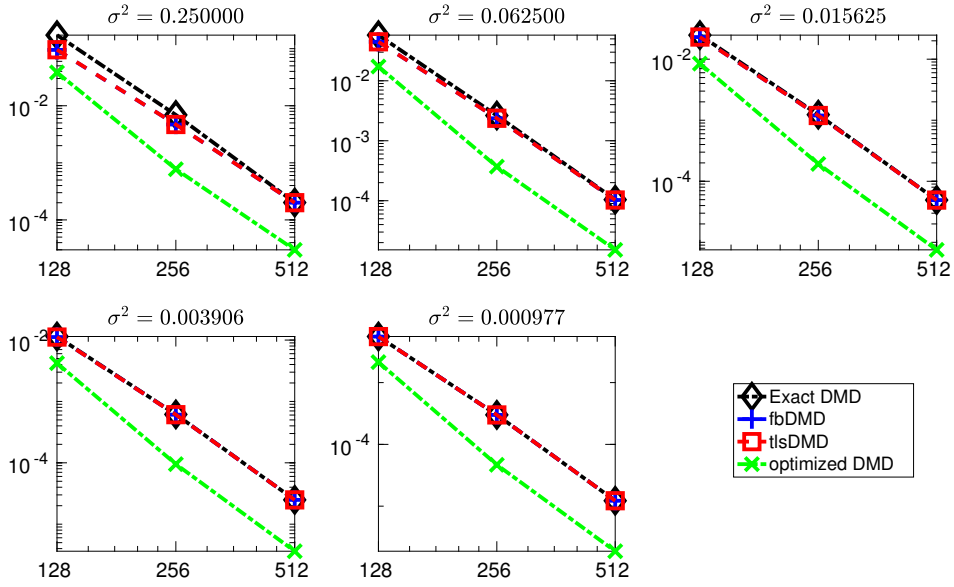 σ² = 0.250000
10⁻²
10⁻⁴
128 256 512
σ² = 0.062500
10⁻²
10⁻³
10⁻⁴
128 256 512
σ² = 0.015625
10⁻²
10⁻⁴
128 256 512
σ² = 0.003906
10⁻²
10⁻⁴
128 256 512
σ² = 0.000977
10⁻⁴
128 256 512
Exact DMD
fbDMD
tlsDMD
optimized DMD